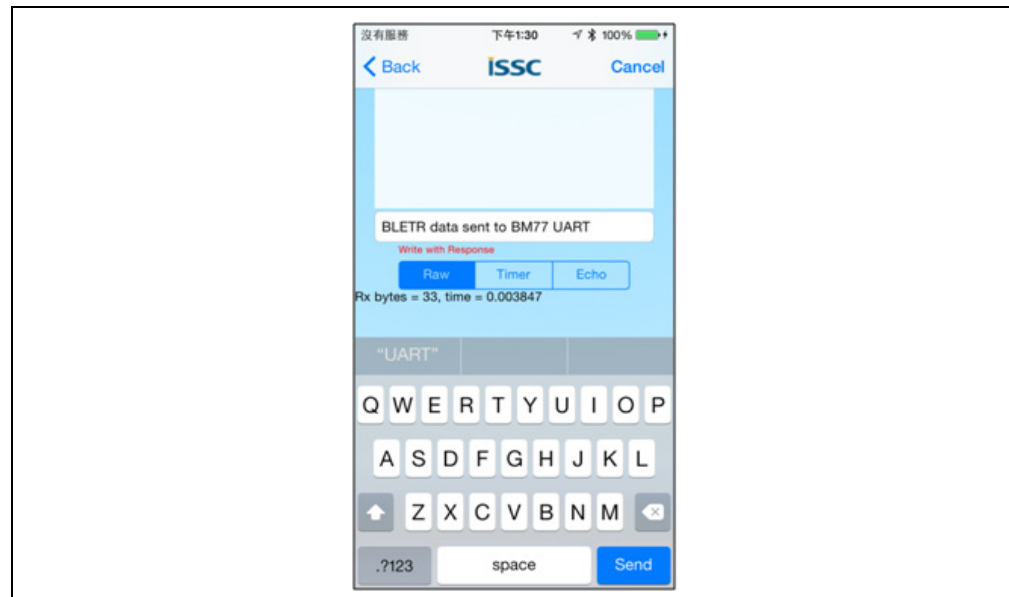 沒有服務 下午1:30 100%
Back ISSC Cancel
BLETR data sent to BM77 UART
Write with Response
Raw Timer Echo
Rx bytes = 33, time = 0.003847
“UART”
Q W E R T Y U I O P
A S D F G H J K L
Z X C V B N M
.?123 space Send